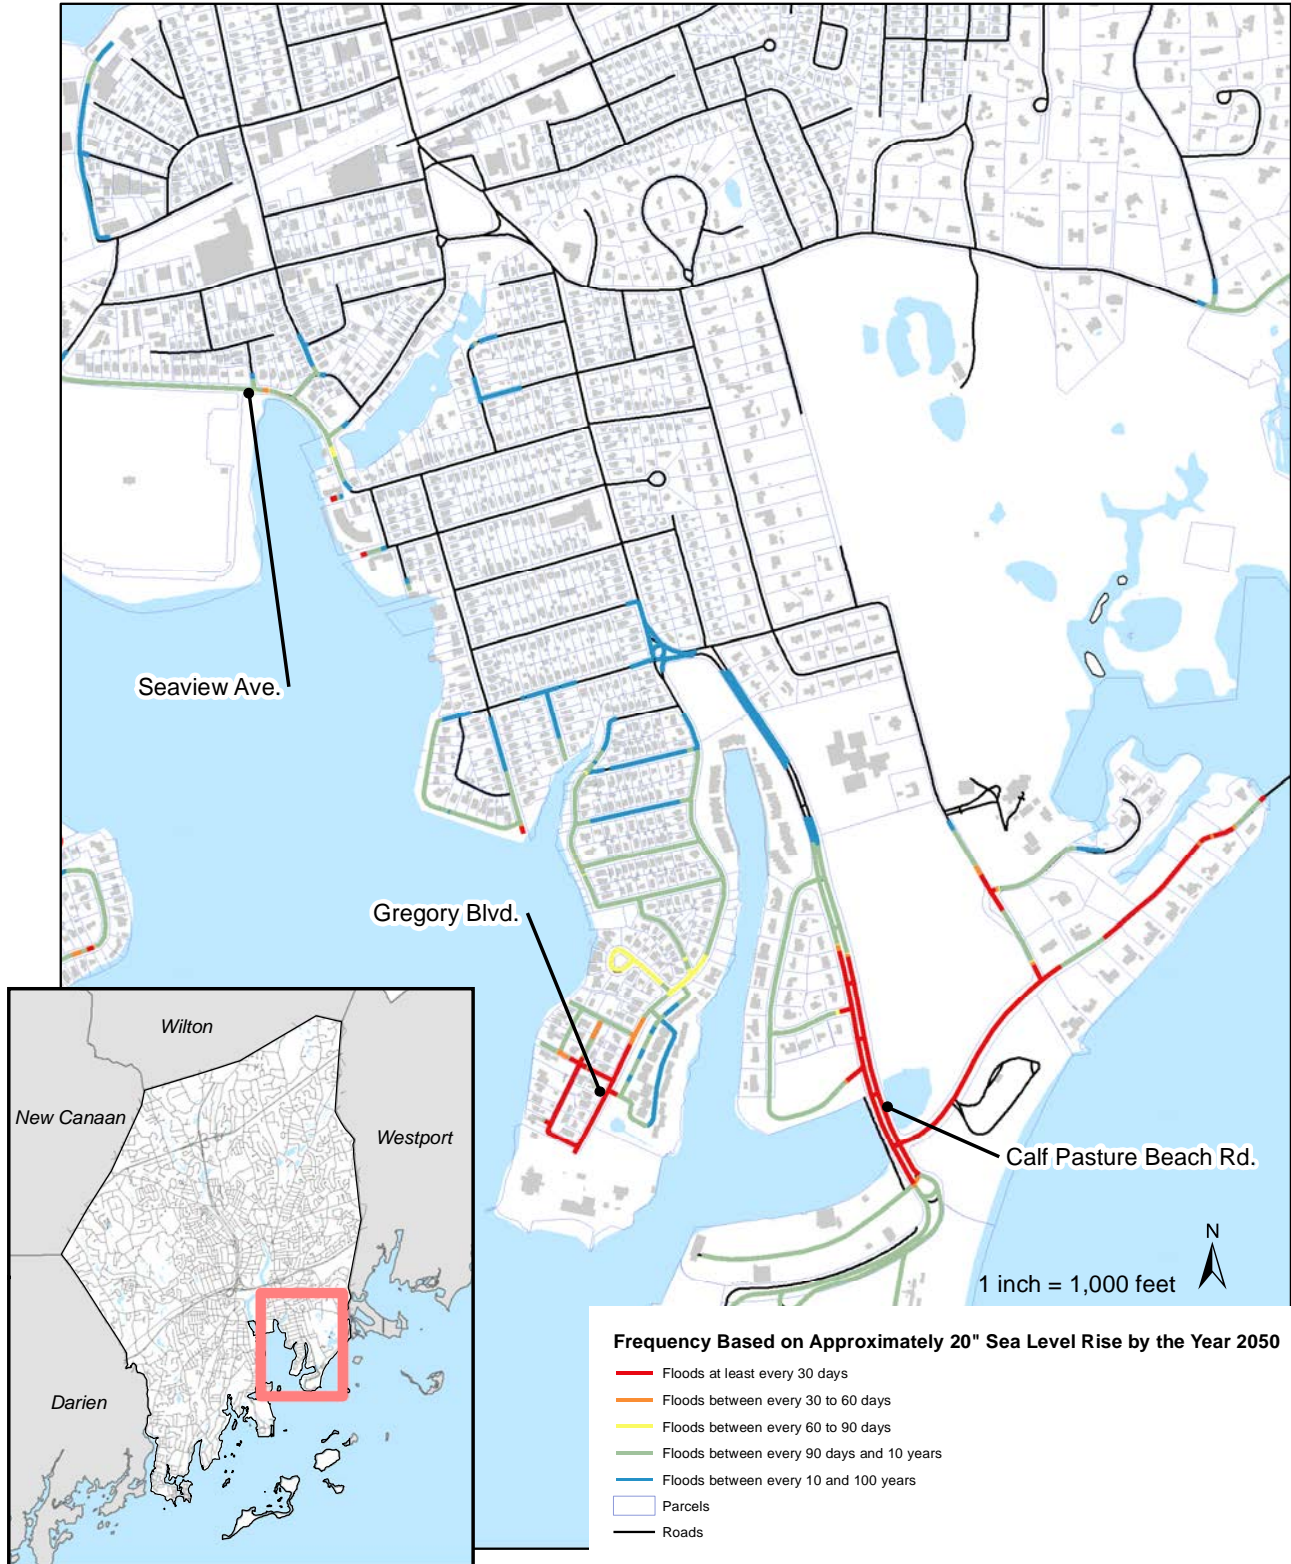 Seaview Ave.
Gregory Blvd.
Calf Pasture Beach Rd.
Wilton
New Canaan
Westport
Darien
N
1 inch = 1,000 feet
Frequency Based on Approximately 20" Sea Level Rise by the Year 2050
Floods at least every 30 days
Floods between every 30 to 60 days
Floods between every 60 to 90 days
Floods between every 90 days and 10 years
Floods between every 10 and 100 years
Parcels
Roads